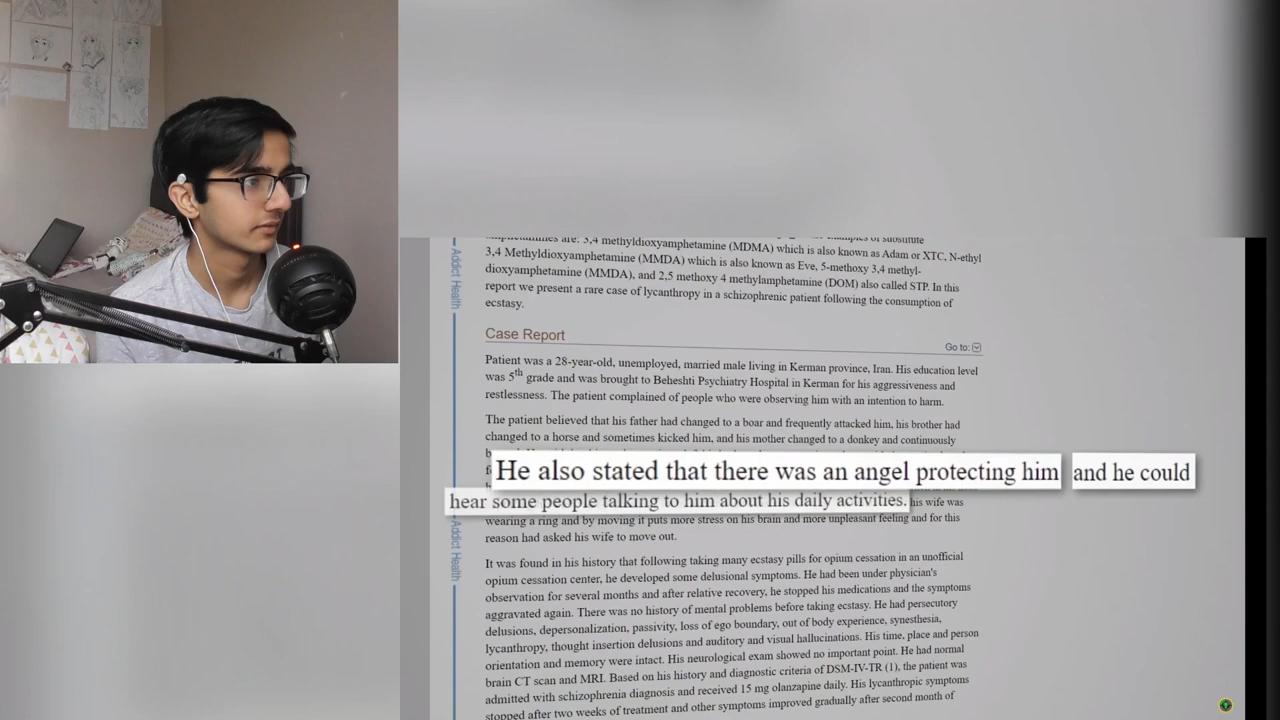 3,4 methyldioxyamphetamine (MDMA) which is also known as Adam or XTC, N-ethyl
3,4 Methyldioxyamphetamine (MMDA) which is also known as Eve, 5-methoxy 3,4 methyl-
dioxyamphetamine (MMDA), and 2,5 methoxy 4 methylamphetamine (DOM) also called STP. In this
report we present a rare case of lycanthropy in a schizophrenic patient following the consumption of
ecstasy.
Case Report
Go to:
Patient was a 28-year-old, unemployed, married male living in Kerman province, Iran. His education level
was 5th grade and was brought to Beheshti Psychiatry Hospital in Kerman for his aggressiveness and
restlessness. The patient complained of people who were observing him with an intention to harm.
The patient believed that his father had changed to a boar and frequently attacked him, his brother had
changed to a horse and sometimes kicked him, and his mother changed to a donkey and continuously
He also stated that there was an angel protecting him and he could
hear some people talking to him about his daily activities. his wife was
wearing a ring and by moving it puts more stress on his brain and more unpleasant feeling and for this
reason had asked his wife to move out.
It was found in his history that following taking many ecstasy pills for opium cessation in an unofficial
opium cessation center, he developed some delusional symptoms. He had been under physician's
observation for several months and after relative recovery, he stopped his medications and the symptoms
aggravated again. There was no history of mental problems before taking ecstasy. He had persecutory
delusions, depersonalization, passivity, loss of ego boundary, out of body experience, synesthesia,
lycanthropy, thought insertion delusions and auditory and visual hallucinations. His time, place and person
orientation and memory were intact. His neurological exam showed no important point. He had normal
brain CT scan and MRI. Based on his history and diagnostic criteria of DSM-IV-TR (1), the patient was
admitted with schizophrenia diagnosis and received 15 mg olanzapine daily. His lycanthropic symptoms
stopped after two weeks of treatment and other symptoms improved gradually after second month of
Addict Health
Addict Health